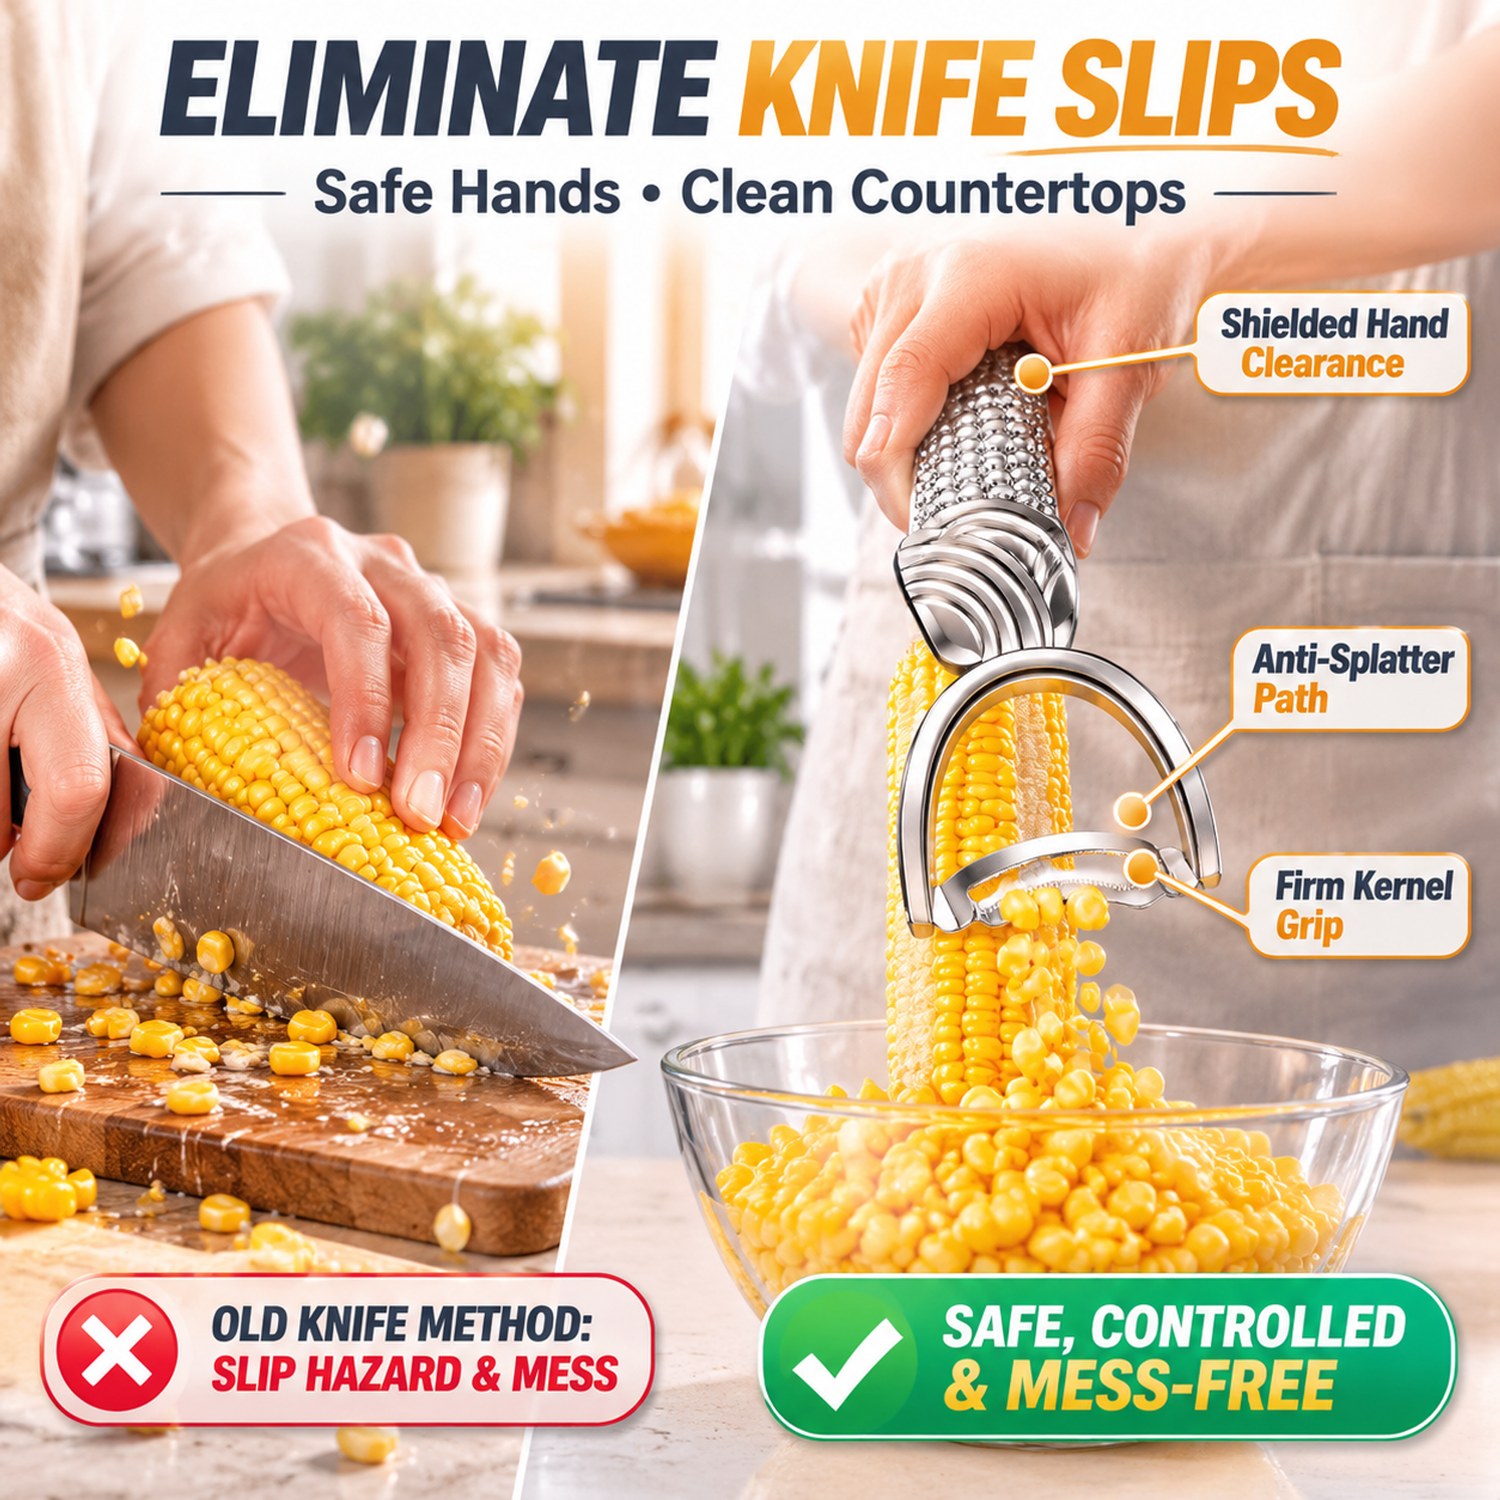 ELIMINATE KNIFE SLIPS
Safe Hands • Clean Countertops
Shielded Hand
Clearance
Anti-Splatter
Path
Firm Kernel
Grip
OLD KNIFE METHOD:
SLIP HAZARD & MESS
SAFE, CONTROLLED
& MESS-FREE